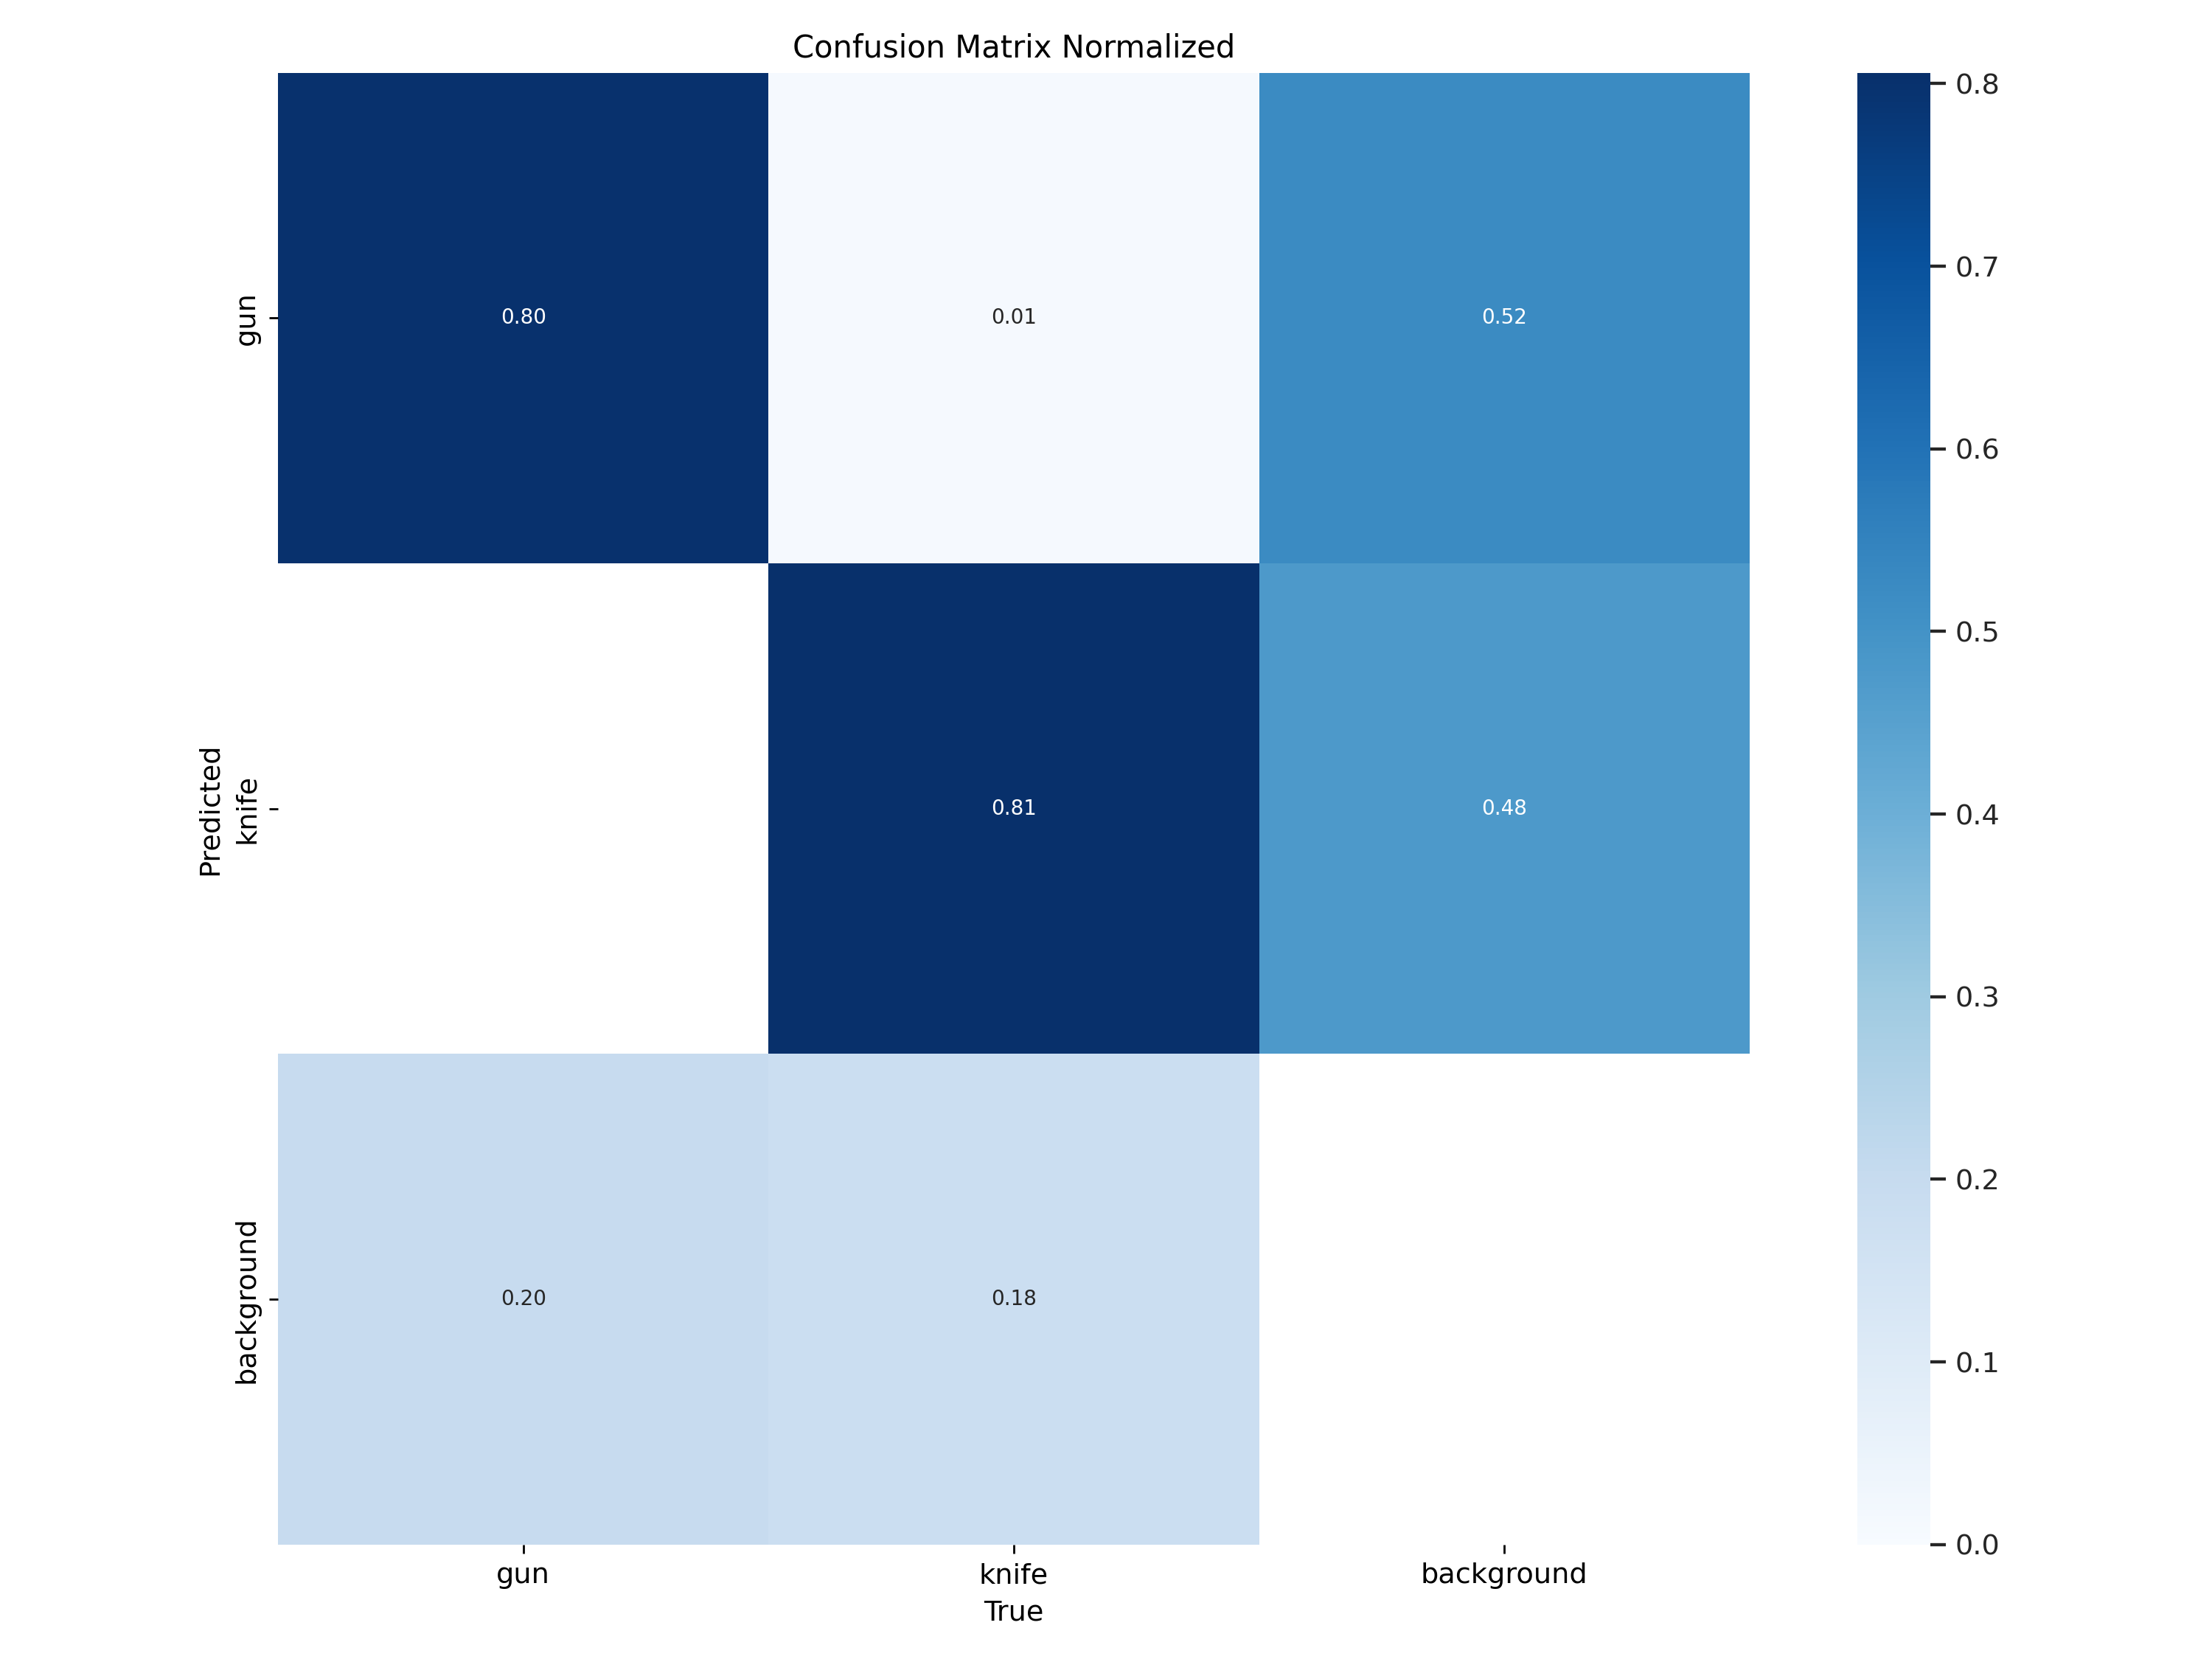 Confusion Matrix Normalized
gun
0.80
0.01
0.52
Predicted
knife
0.81
0.48
background
0.20
0.18
gun
knife
background
True
0.8
0.7
0.6
0.5
0.4
0.3
0.2
0.1
0.0